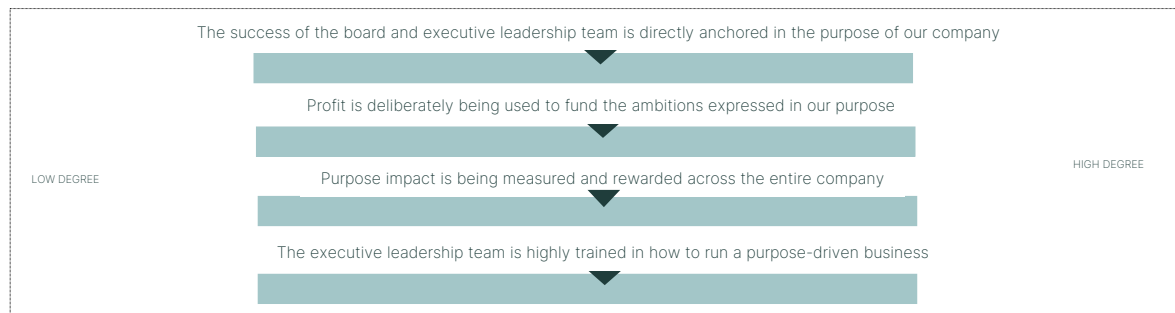 The success of the board and executive leadership team is directly anchored in the purpose of our company
Profit is deliberately being used to fund the ambitions expressed in our purpose
HIGH DEGREE
LOW DEGREE
Purpose impact is being measured and rewarded across the entire company
The executive leadership team is highly trained in how to run a purpose-driven business